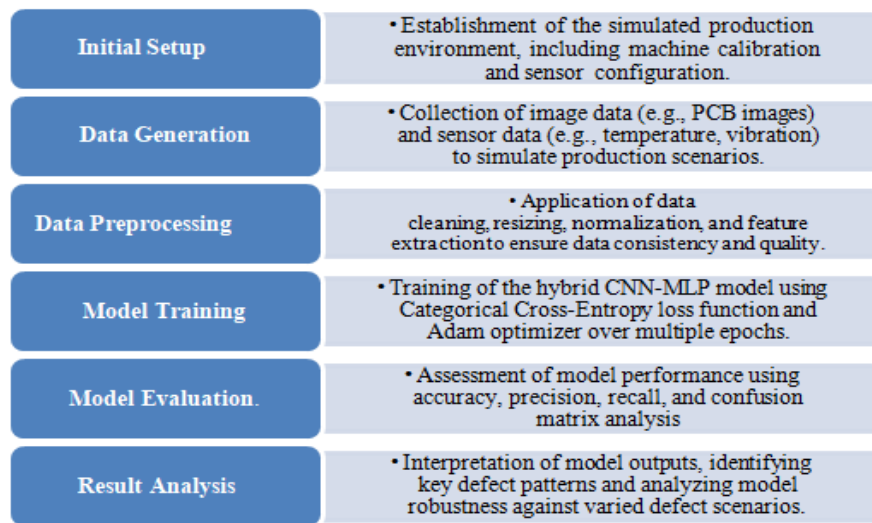 Initial Setup
• Establishment of the simulated production
environment, including machine calibration
and sensor configuration.
Data Generation
• Collection of image data (e.g., PCB images)
and sensor data (e.g., temperature, vibration)
to simulate production scenarios.
Data Preprocessing
• Application of data
cleaning, resizing, normalization, and feature
extraction to ensure data consistency and quality.
Model Training
• Training of the hybrid CNN-MLP model using
Categorical Cross-Entropy loss function and
Adam optimizer over multiple epochs.
Model Evaluation.
• Assessment of model performance using
accuracy, precision, recall, and confusion
matrix analysis
Result Analysis
• Interpretation of model outputs, identifying
key defect patterns and analyzing model
robustness against varied defect scenarios.